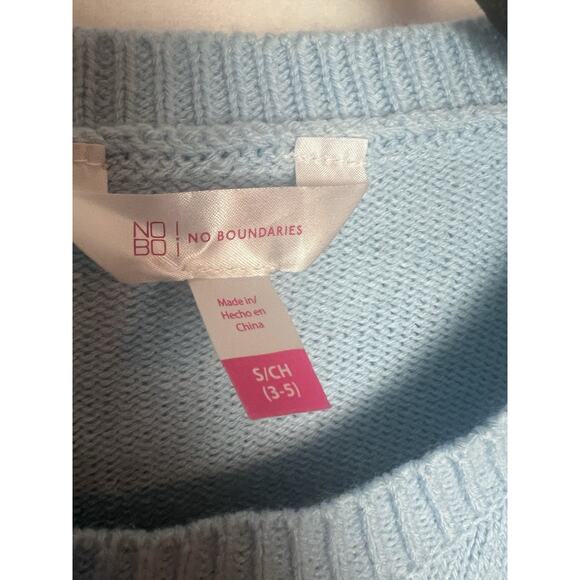 NO
BO
NO BOUNDARIES
Made in/
Hecho en
China
S/CH
(3-5)